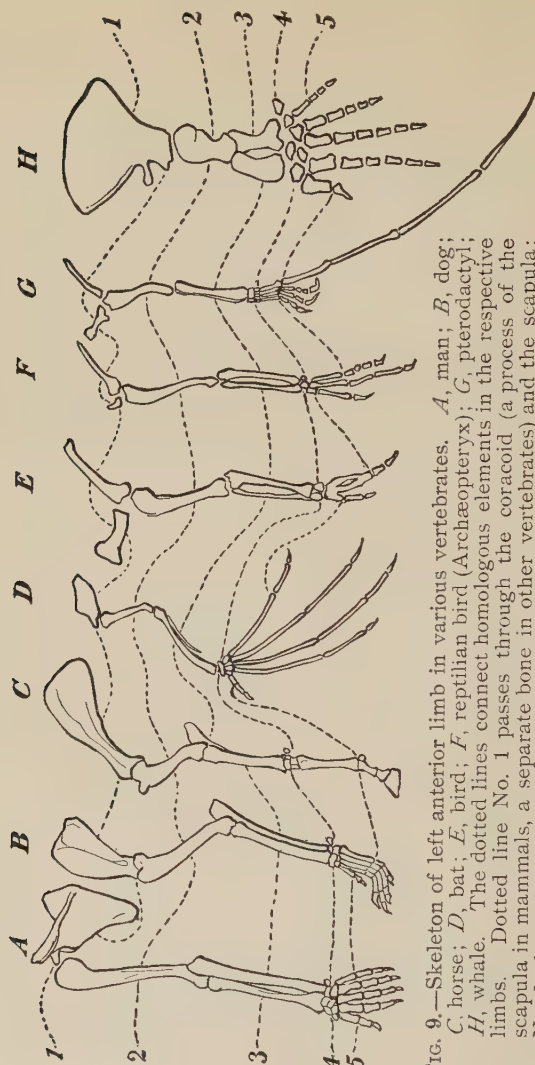 A B C D E F G H
1
2
3
4
5
1
2
3
4
5
IG. 9.—Skeleton of left anterior limb in various vertebrates. A, man; B, dog;
C, horse; D, bat; E, bird; F, reptilian bird (Archæopteryx); G, pterodactyl;
H, whale. The dotted lines connect homologous elements in the respective
limbs. Dotted line No. 1 passes through the coracoid (a process of the
scapula in mammals, a separate bone in other vertebrates) and the scapula;